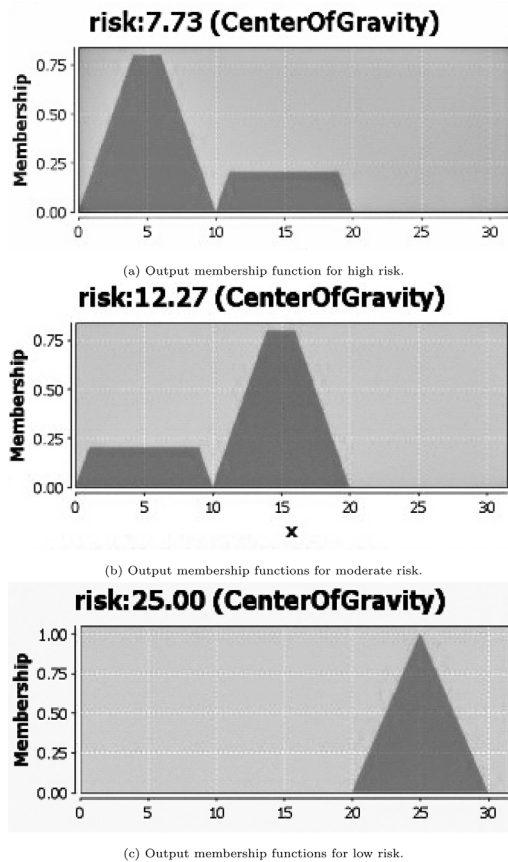 risk:7.73 (CenterOfGravity)
Membership
0.75
0.50
0.25
0.00
0 5 10 15 20 25 30
(a) Output membership function for high risk.
risk:12.27 (CenterOfGravity)
Membership
0.75
0.50
0.25
0.00
0 5 10 15 20 25 30
x
(b) Output membership functions for moderate risk.
risk:25.00 (CenterOfGravity)
Membership
1.00
0.75
0.50
0.25
0.00
0 5 10 15 20 25 30
(c) Output membership functions for low risk.